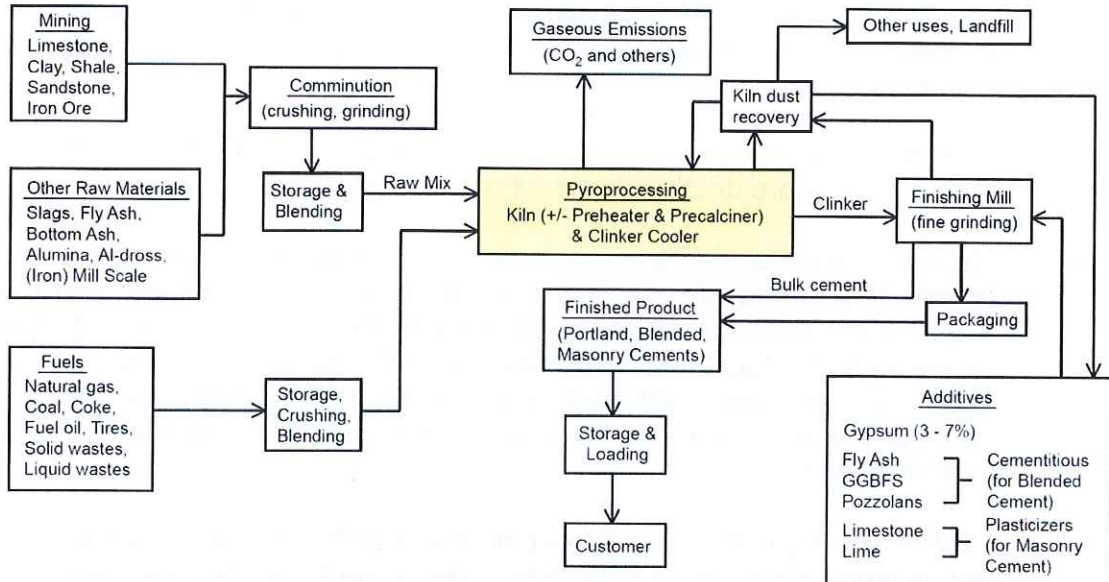 Mining
Limestone,
Clay, Shale,
Sandstone,
Iron Ore
Other Raw Materials
Slags, Fly Ash,
Bottom Ash,
Alumina, Al-dross,
(Iron) Mill Scale
Fuels
Natural gas,
Coal, Coke,
Fuel oil, Tires,
Solid wastes,
Liquid wastes
Comminution
(crushing, grinding)
Storage &
Blending
Raw Mix
Storage,
Crushing,
Blending
Gaseous Emissions
(CO₂ and others)
Pyroprocessing
Kiln (+/- Preheater & Precalciner)
& Clinker Cooler
Kiln dust
recovery
Other uses, Landfill
Clinker
Finishing Mill
(fine grinding)
Bulk cement
Packaging
Finished Product
(Portland, Blended,
Masonry Cements)
Storage &
Loading
Customer
Additives
Gypsum (3 - 7%)
Fly Ash
GGBFS
Pozzolans
Cementitious
(for Blended
Cement)
Limestone
Lime
Plasticizers
(for Masonry
Cement)